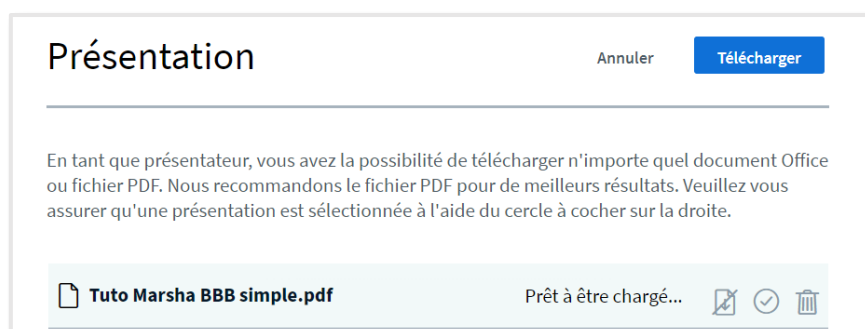 Présentation
Annuler
Télécharger
En tant que présentateur, vous avez la possibilité de télécharger n'importe quel document Office
ou fichier PDF. Nous recommandons le fichier PDF pour de meilleurs résultats. Veuillez vous
assurer qu'une présentation est sélectionnée à l'aide du cercle à cocher sur la droite.
Tuto Marsha BBB simple.pdf
Prêt à être chargé...